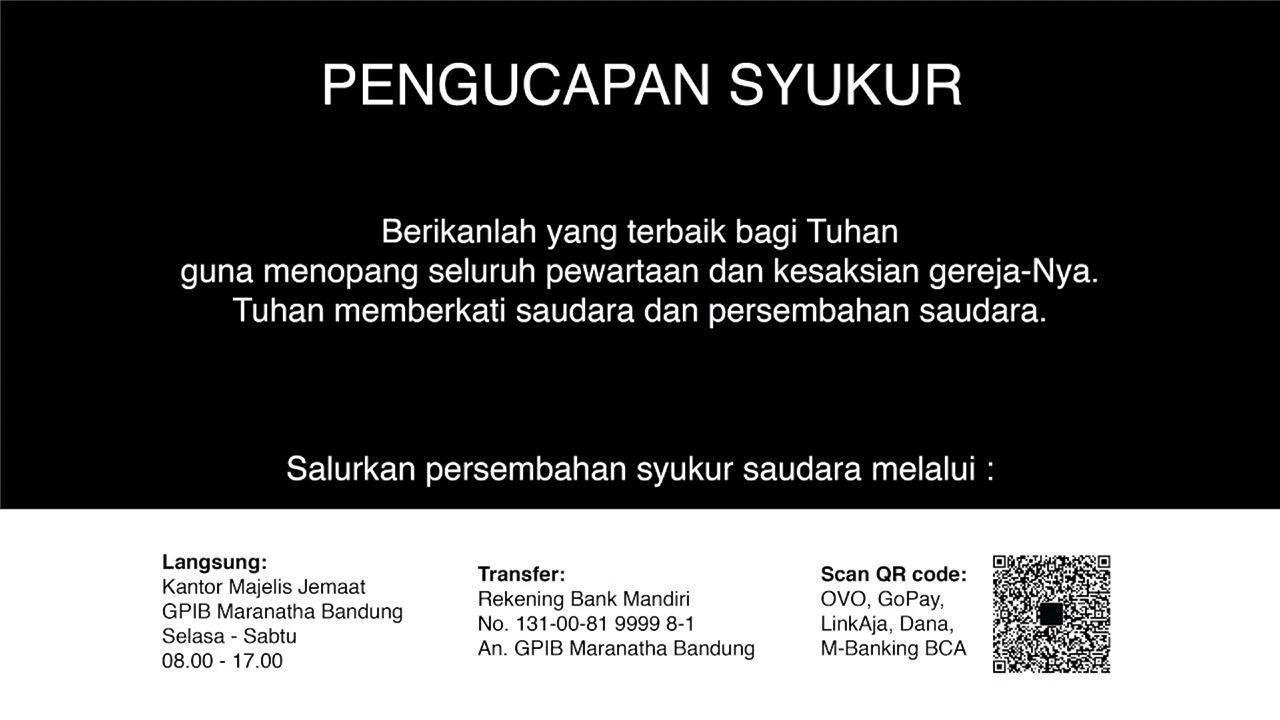 PENGUCAPAN SYUKUR
Berikanlah yang terbaik bagi Tuhan
guna menopang seluruh pewartaan dan kesaksian gereja-Nya.
Tuhan memberkati saudara dan persembahan saudara.
Salurkan persembahan syukur saudara melalui :
Langsung:
Kantor Majelis Jemaat
GPIB Maranatha Bandung
Selasa - Sabtu
08.00 - 17.00
Transfer:
Rekening Bank Mandiri
No. 131-00-81 9999 8-1
An. GPIB Maranatha Bandung
Scan QR code:
OVO, GoPay,
LinkAja, Dana,
M-Banking BCA